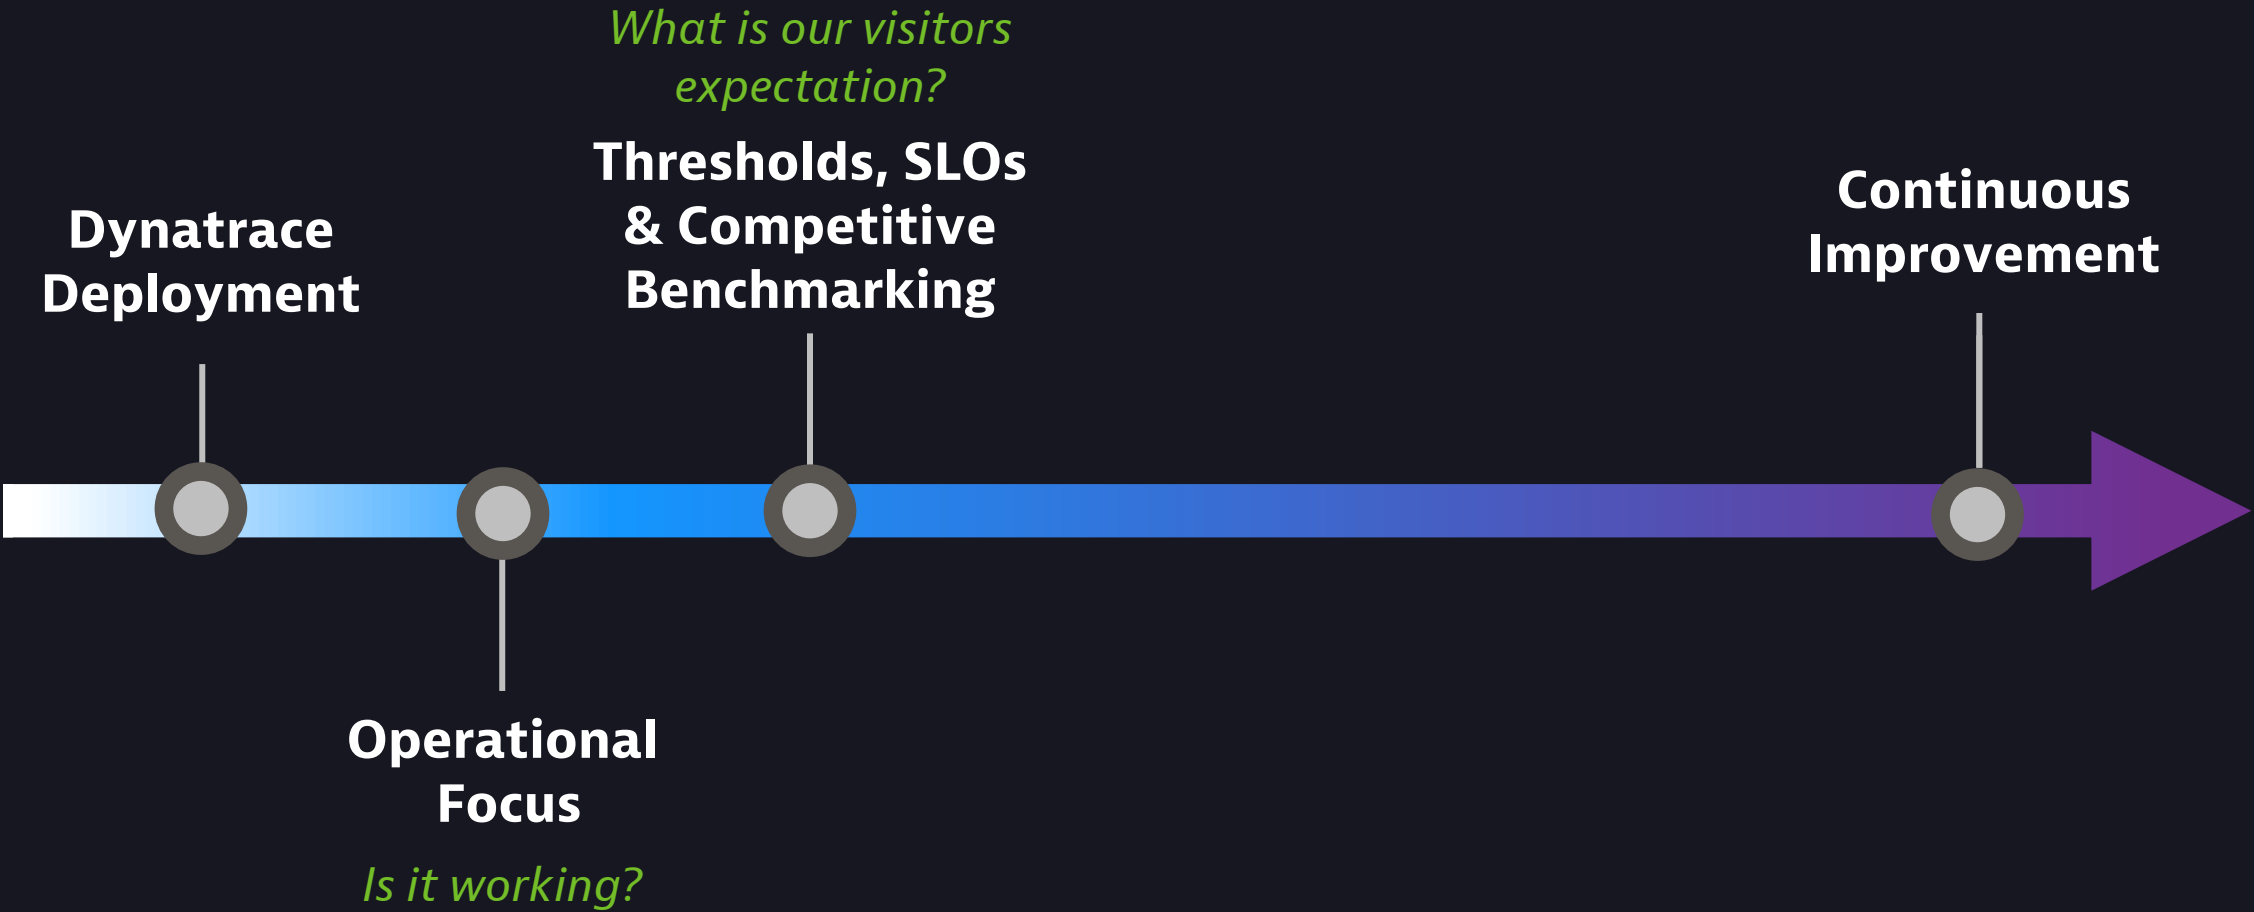 What is our visitors
expectation?
Thresholds, SLOs
& Competitive
Benchmarking
Dynatrace
Deployment
Continuous
Improvement
Operational
Focus
Is it working?